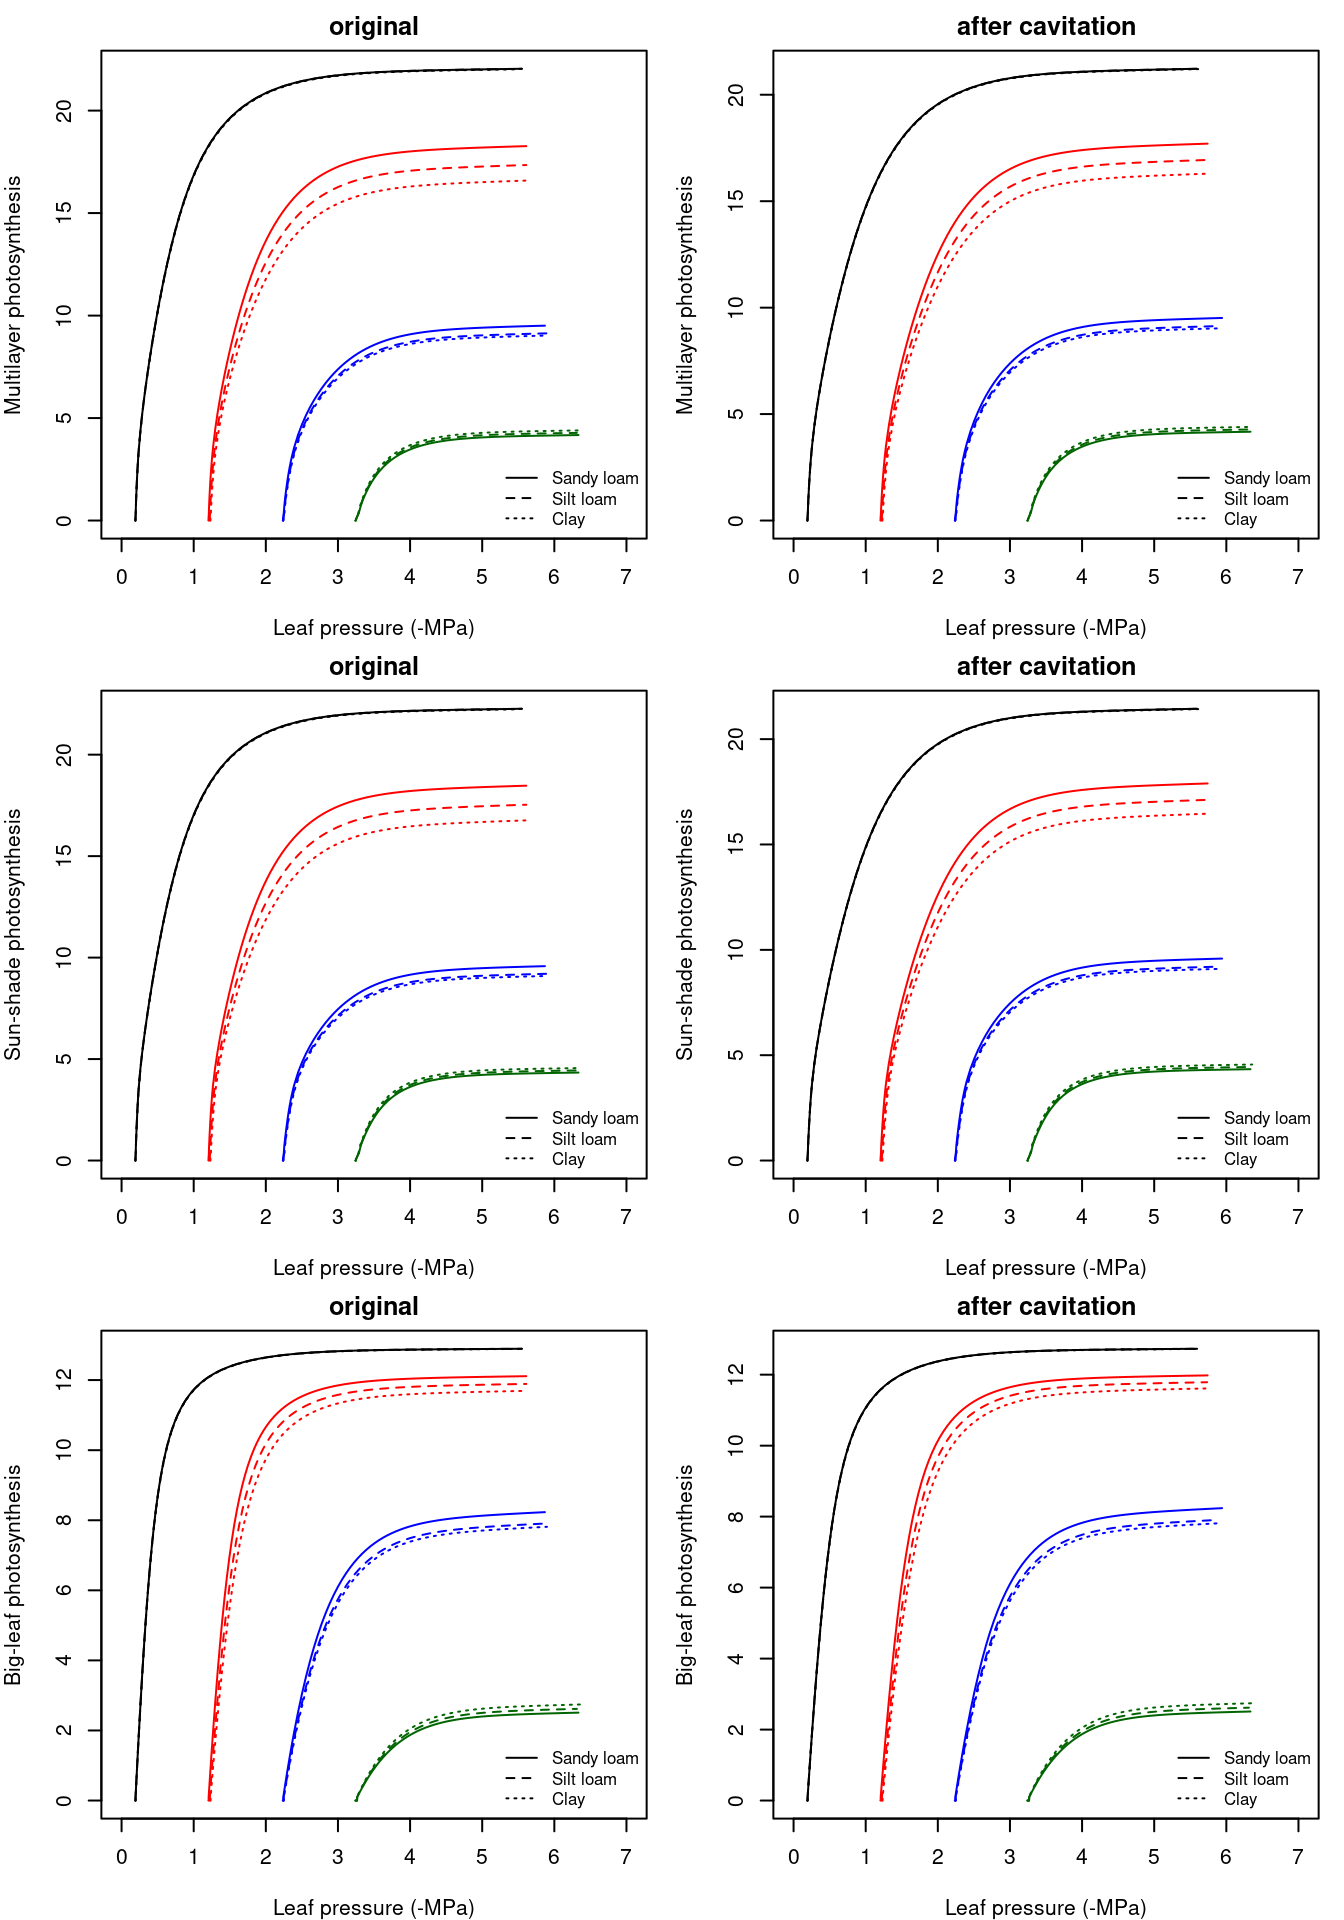 original
after cavitation
Multilayer photosynthesis
0
5
10
15
20
Sandy loam
Silt loam
Clay
0 1 2 3 4 5 6 7
Leaf pressure (-MPa)
Multilayer photosynthesis
0
5
10
15
20
Sandy loam
Silt loam
Clay
0 1 2 3 4 5 6 7
Leaf pressure (-MPa)
original
after cavitation
Sun-shade photosynthesis
0
5
10
15
20
Sandy loam
Silt loam
Clay
0 1 2 3 4 5 6 7
Leaf pressure (-MPa)
Sun-shade photosynthesis
0
5
10
15
20
Sandy loam
Silt loam
Clay
0 1 2 3 4 5 6 7
Leaf pressure (-MPa)
original
after cavitation
Big-leaf photosynthesis
0
2
4
6
8
10
12
Sandy loam
Silt loam
Clay
0 1 2 3 4 5 6 7
Leaf pressure (-MPa)
Big-leaf photosynthesis
0
2
4
6
8
10
12
Sandy loam
Silt loam
Clay
0 1 2 3 4 5 6 7
Leaf pressure (-MPa)